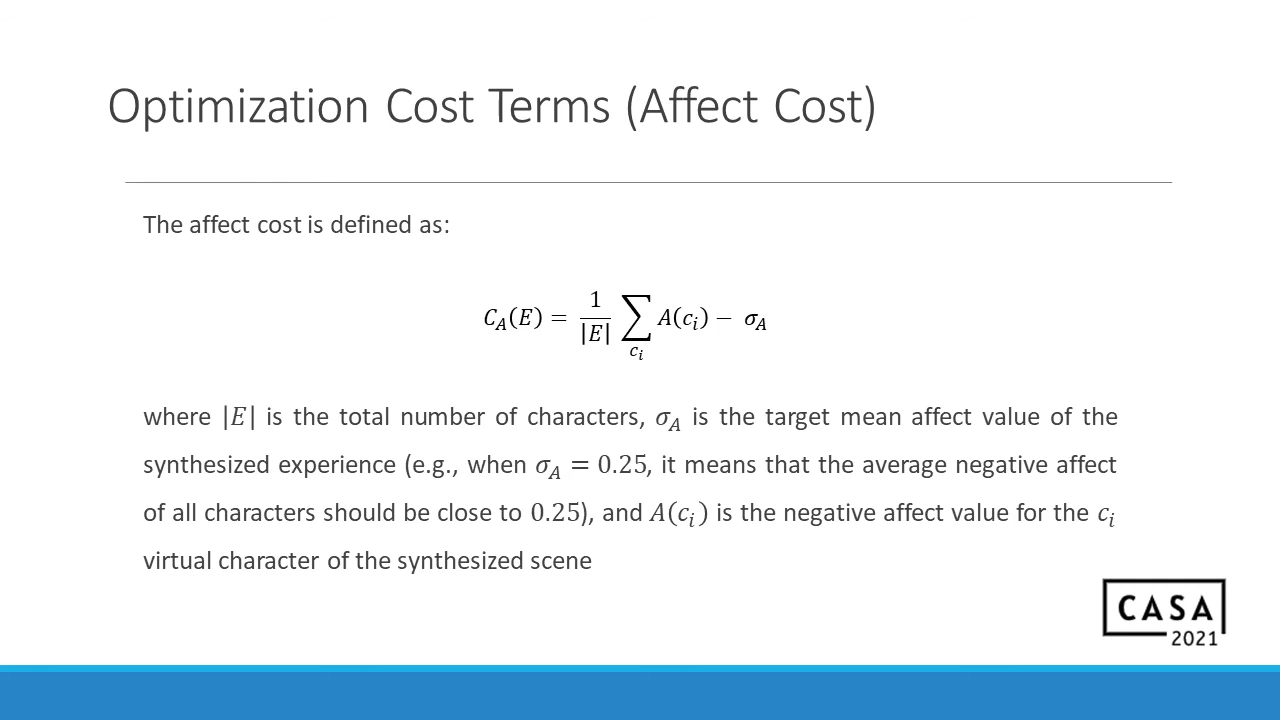 Optimization Cost Terms (Affect Cost)
The affect cost is defined as:
C_A(E) = 1/|E| ∑_{c_i} A(c_i) − σ_A
where |E| is the total number of characters, σ_A is the target mean affect value of the
synthesized experience (e.g., when σ_A = 0.25, it means that the average negative affect
of all characters should be close to 0.25), and A(c_i) is the negative affect value for the c_i
virtual character of the synthesized scene
CASA
2021